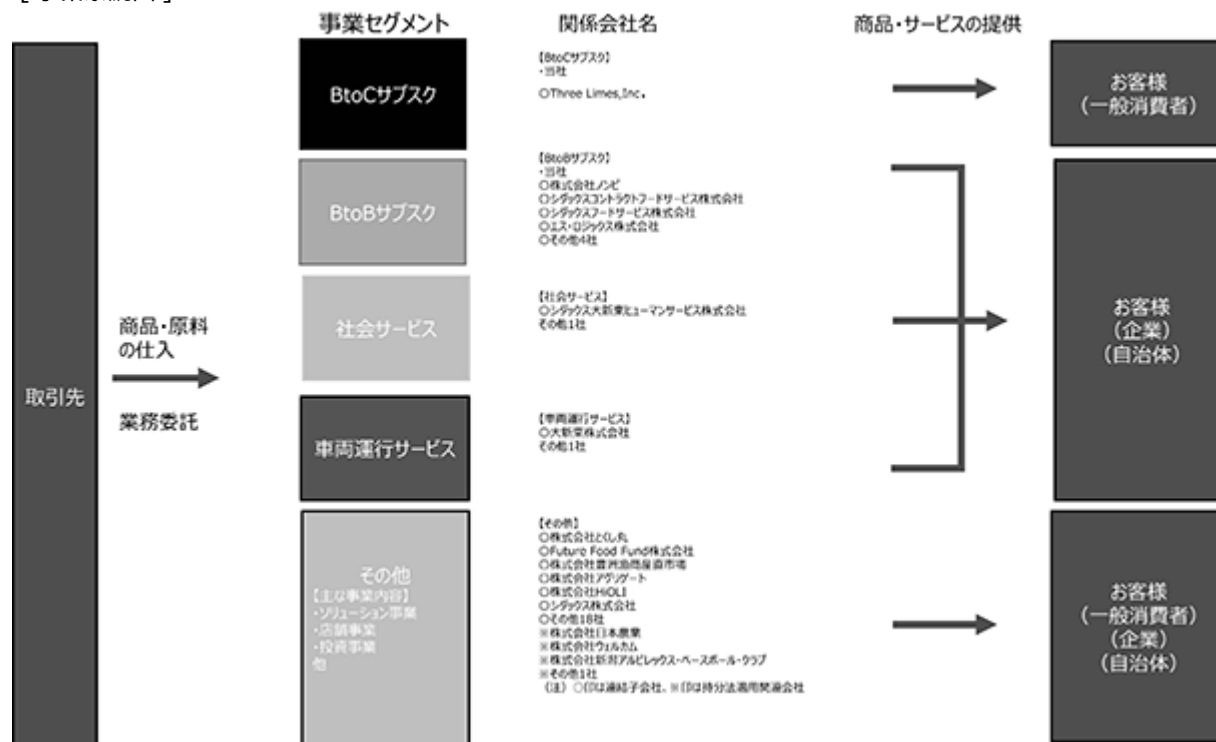 事業セグメント
関係会社名
商品・サービスの提供
取引先
商品・原料
の仕入
業務委託
BtoCサブスク
【BtoCサブスク】
・当社
○Three Limes,Inc.
お客様
(一般消費者)
BtoBサブスク
【BtoBサブスク】
・当社
○株式会社ノンピ
○シダックスコントラクトフードサービス株式会社
○シダックスフードサービス株式会社
○エス・ロジックス株式会社
○その他4社
社会サービス
【社会サービス】
○シダックス大新東ヒューマンサービス株式会社
その他1社
お客様
(企業)
(自治体)
車両運行サービス
【車両運行サービス】
○大新東株式会社
その他1社
その他
【主な事業内容】
・ソリューション事業
・店舗事業
・投資事業
他
【その他】
○株式会社とくし丸
○Future Food Fund株式会社
○株式会社豊洲漁商産直市場
○株式会社アグリゲート
○株式会社HiOLI
○シダックス株式会社
○その他18社
※株式会社日本農業
※株式会社ウェルカム
※株式会社新潟アルビレックス・ベースボール・クラブ
※その他1社
(注) ○印は連結子会社、※印は持分法適用関連会社
お客様
(一般消費者)
(企業)
(自治体)